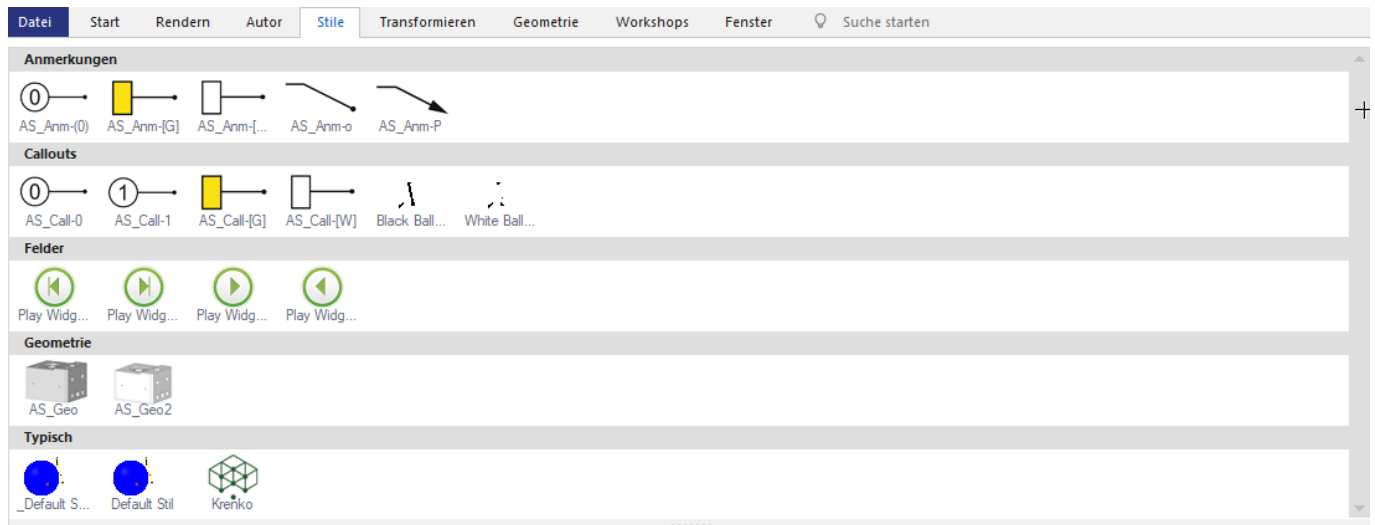 Datei Start Rendern Autor Stile Transformieren Geometrie Workshops Fenster Suche starten
Anmerkungen
0
AS_Anm-(0) AS_Anm-[G] AS_Anm-[... AS_Anm-o AS_Anm-P
Callouts
0 1
AS_Call-0 AS_Call-1 AS_Call-[G] AS_Call-[W] Black Ball... White Ball...
Felder
Play Widg... Play Widg... Play Widg... Play Widg...
Geometrie
AS_Geo AS_Geo2
Typisch
_Default S... Default Stil Krenko